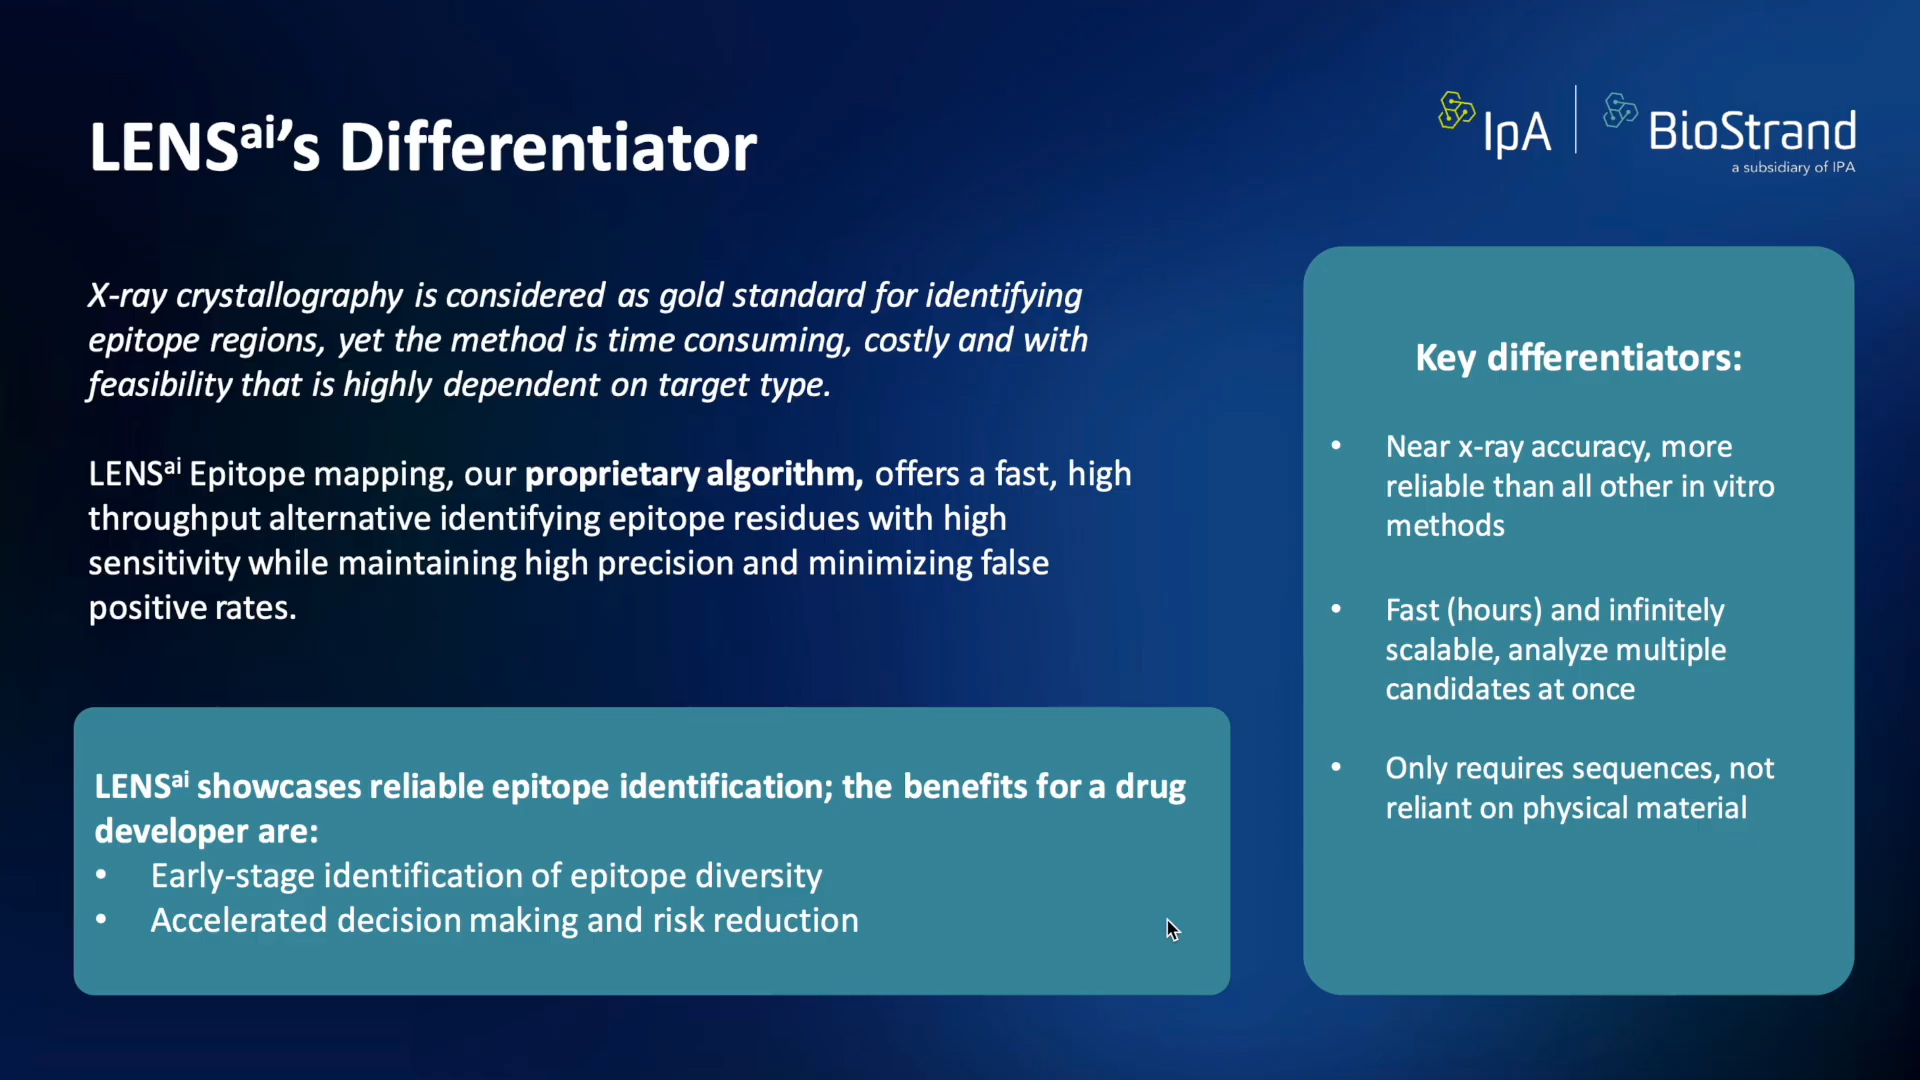 LENSai's Differentiator
IpA
BioStrand
a subsidiary of IPA
X-ray crystallography is considered as gold standard for identifying
epitope regions, yet the method is time consuming, costly and with
feasibility that is highly dependent on target type.
LENSai Epitope mapping, our proprietary algorithm, offers a fast, high
throughput alternative identifying epitope residues with high
sensitivity while maintaining high precision and minimizing false
positive rates.
LENSai showcases reliable epitope identification; the benefits for a drug
developer are:
• Early-stage identification of epitope diversity
• Accelerated decision making and risk reduction
Key differentiators:
• Near x-ray accuracy, more
reliable than all other in vitro
methods
• Fast (hours) and infinitely
scalable, analyze multiple
candidates at once
• Only requires sequences, not
reliant on physical material